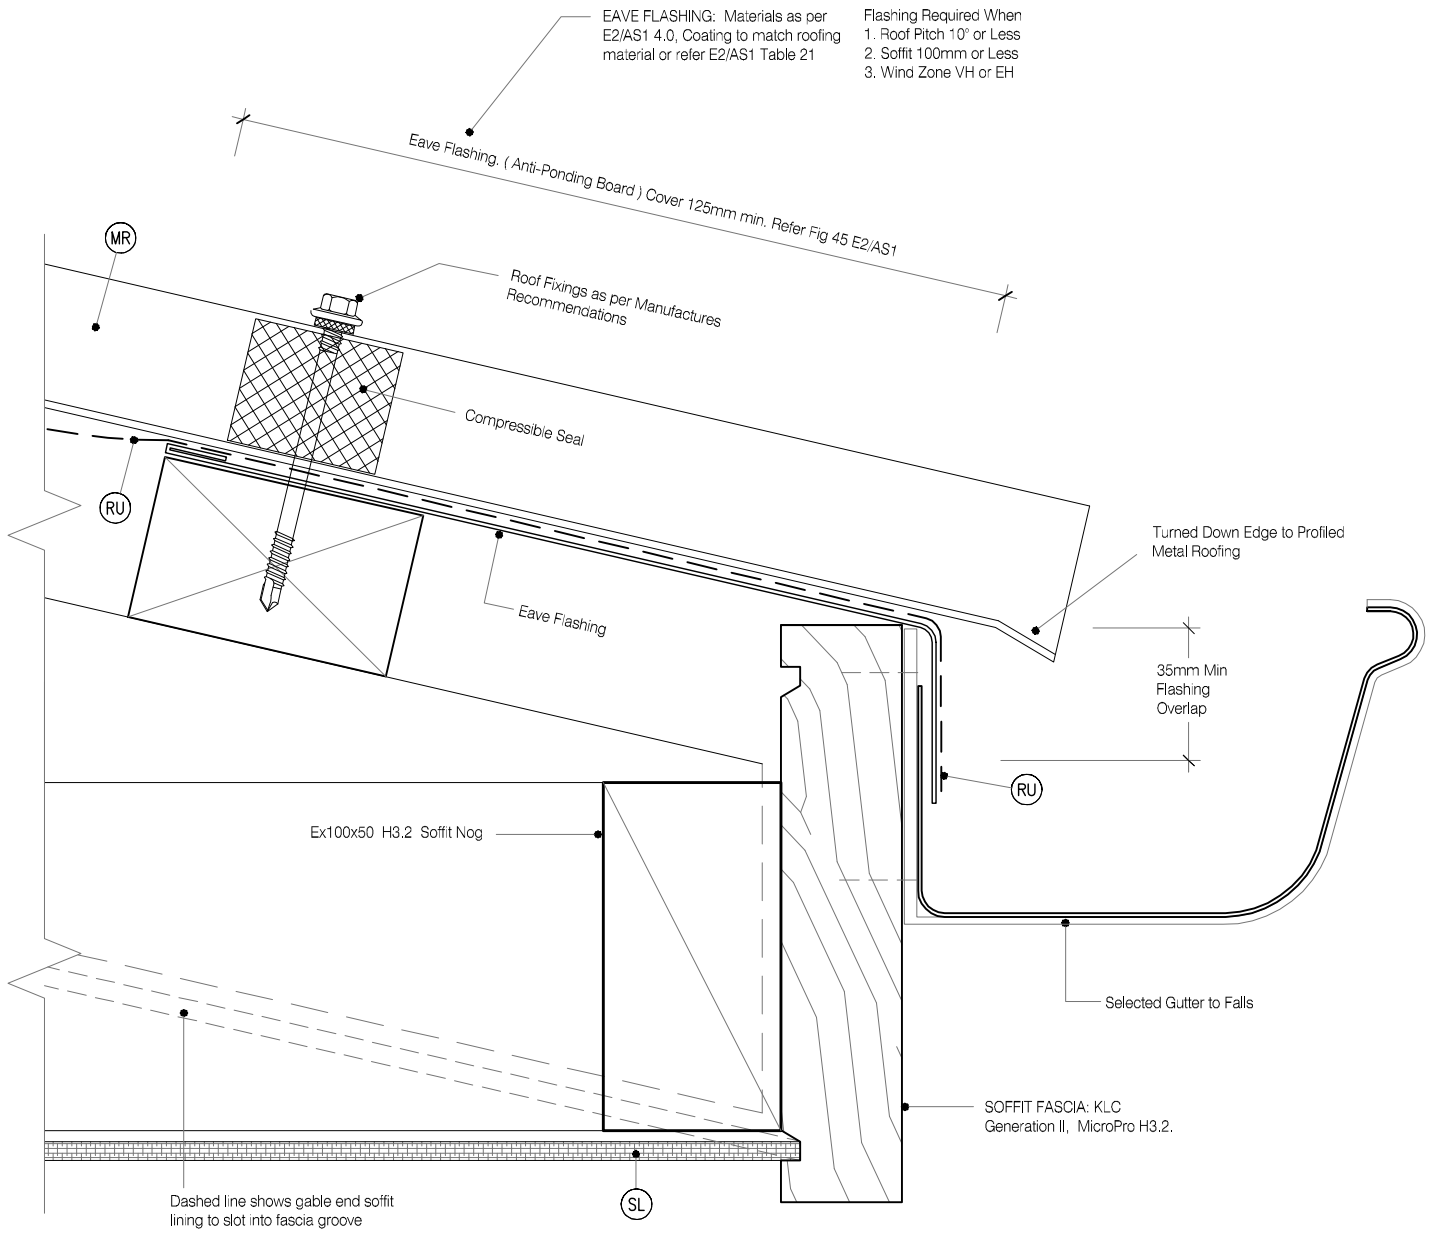 EAVE FLASHING: Materials as per
E2/AS1 4.0, Coating to match roofing
material or refer E2/AS1 Table 21
Flashing Required When
1. Roof Pitch 10° or Less
2. Soffit 100mm or Less
3. Wind Zone VH or EH
Eave Flashing. ( Anti-Ponding Board ) Cover 125mm min. Refer Fig 45 E2/AS1
MR
Roof Fixings as per Manufactures
Recommendations
Compressible Seal
RU
Eave Flashing
Turned Down Edge to Profiled
Metal Roofing
35mm Min
Flashing
Overlap
RU
Ex100x50 H3.2 Soffit Nog
Selected Gutter to Falls
SOFFIT FASCIA: KLC
Generation II, MicroPro H3.2.
SL
Dashed line shows gable end soffit
lining to slot into fascia groove